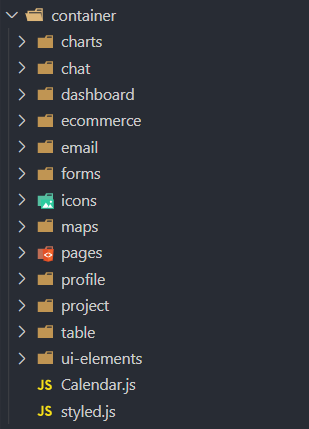 container
charts
chat
dashboard
ecommerce
email
forms
icons
maps
pages
profile
project
table
ui-elements
JS Calendar.js
JS styled.js